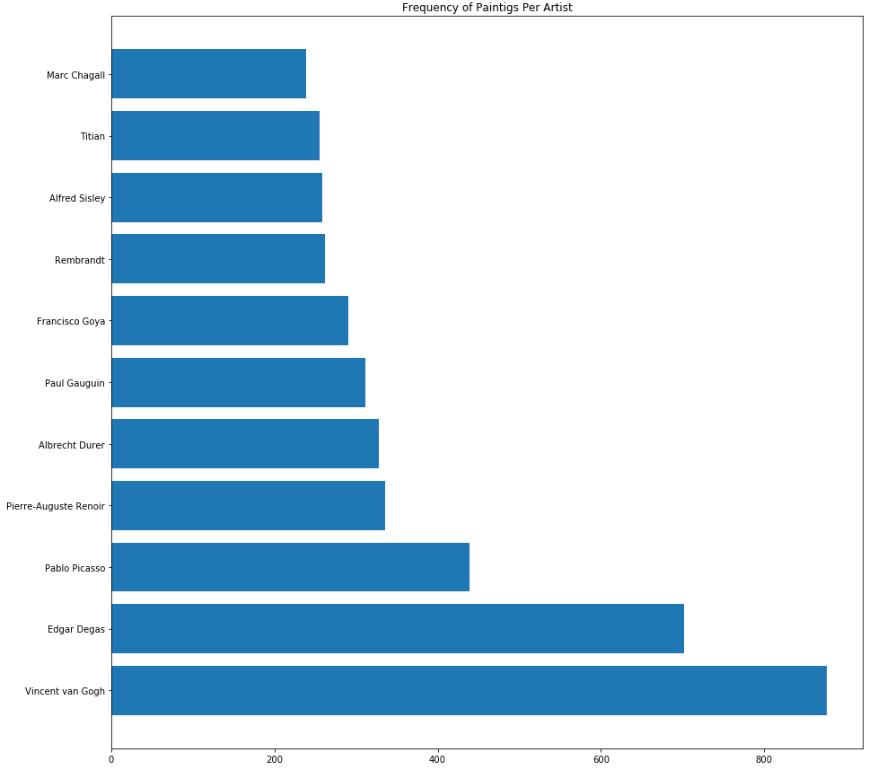 Frequency of Paintigs Per Artist
Marc Chagall
Titian
Alfred Sisley
Rembrandt
Francisco Goya
Paul Gauguin
Albrecht Durer
Pierre-Auguste Renoir
Pablo Picasso
Edgar Degas
Vincent van Gogh
0 200 400 600 800